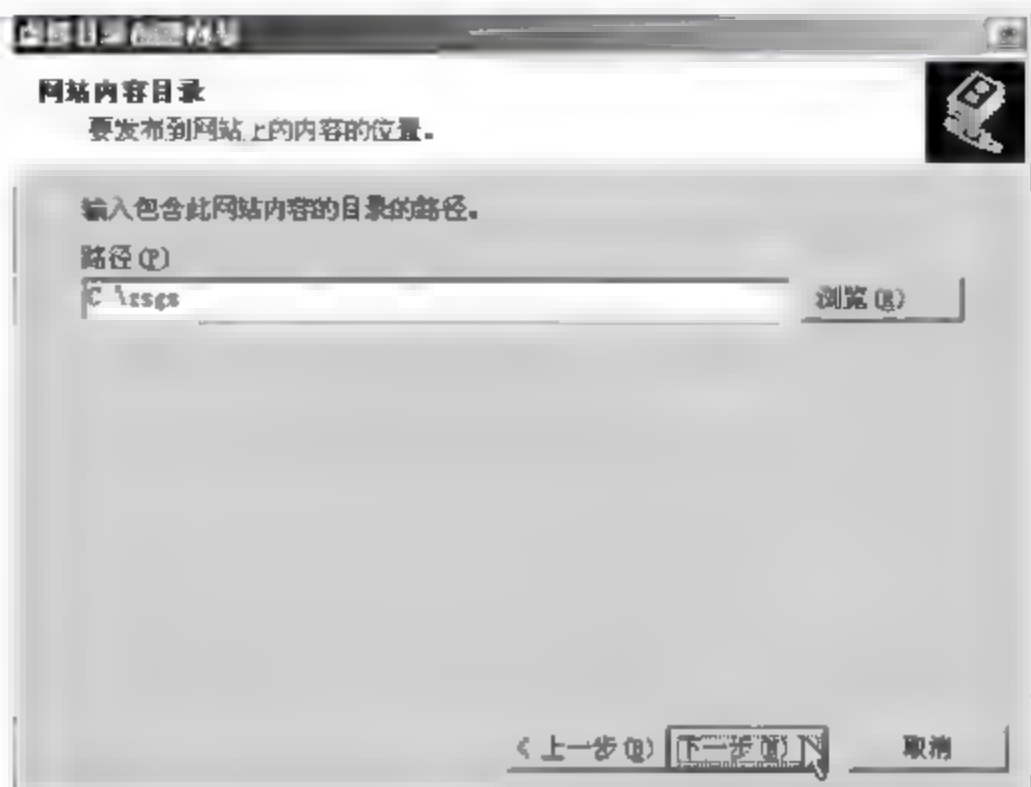 网站内容目录
要发布到网站上的内容的位置。
输入包含此网站内容的目录的路径。
路径(P)
浏览(R)
< 上一步(B) 下一步(N) 取消